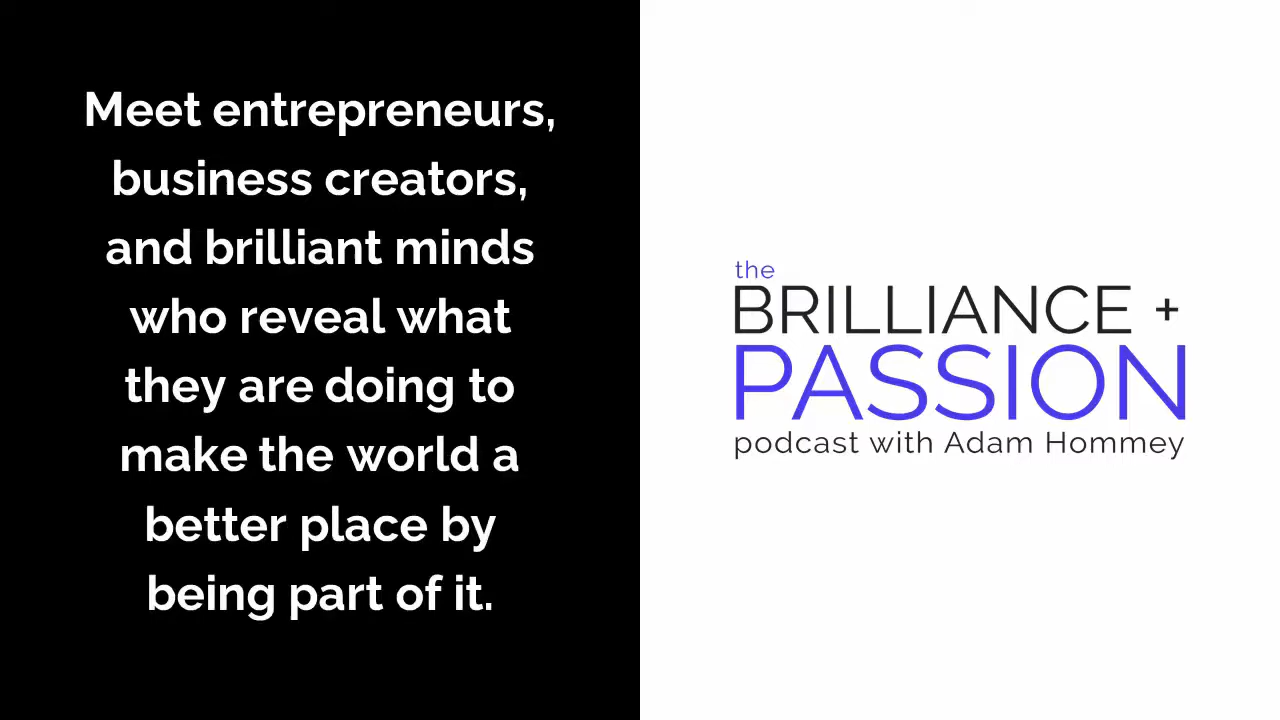 Meet entrepreneurs,
business creators,
and brilliant minds
who reveal what
they are doing to
make the world a
better place by
being part of it.
the
BRILLIANCE +
PASSION
podcast with Adam Hommey